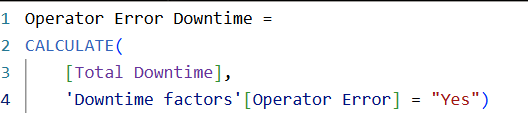 1 Operator Error Downtime =
2 CALCULATE(
3 [Total Downtime],
4 'Downtime factors'[Operator Error] = "Yes")